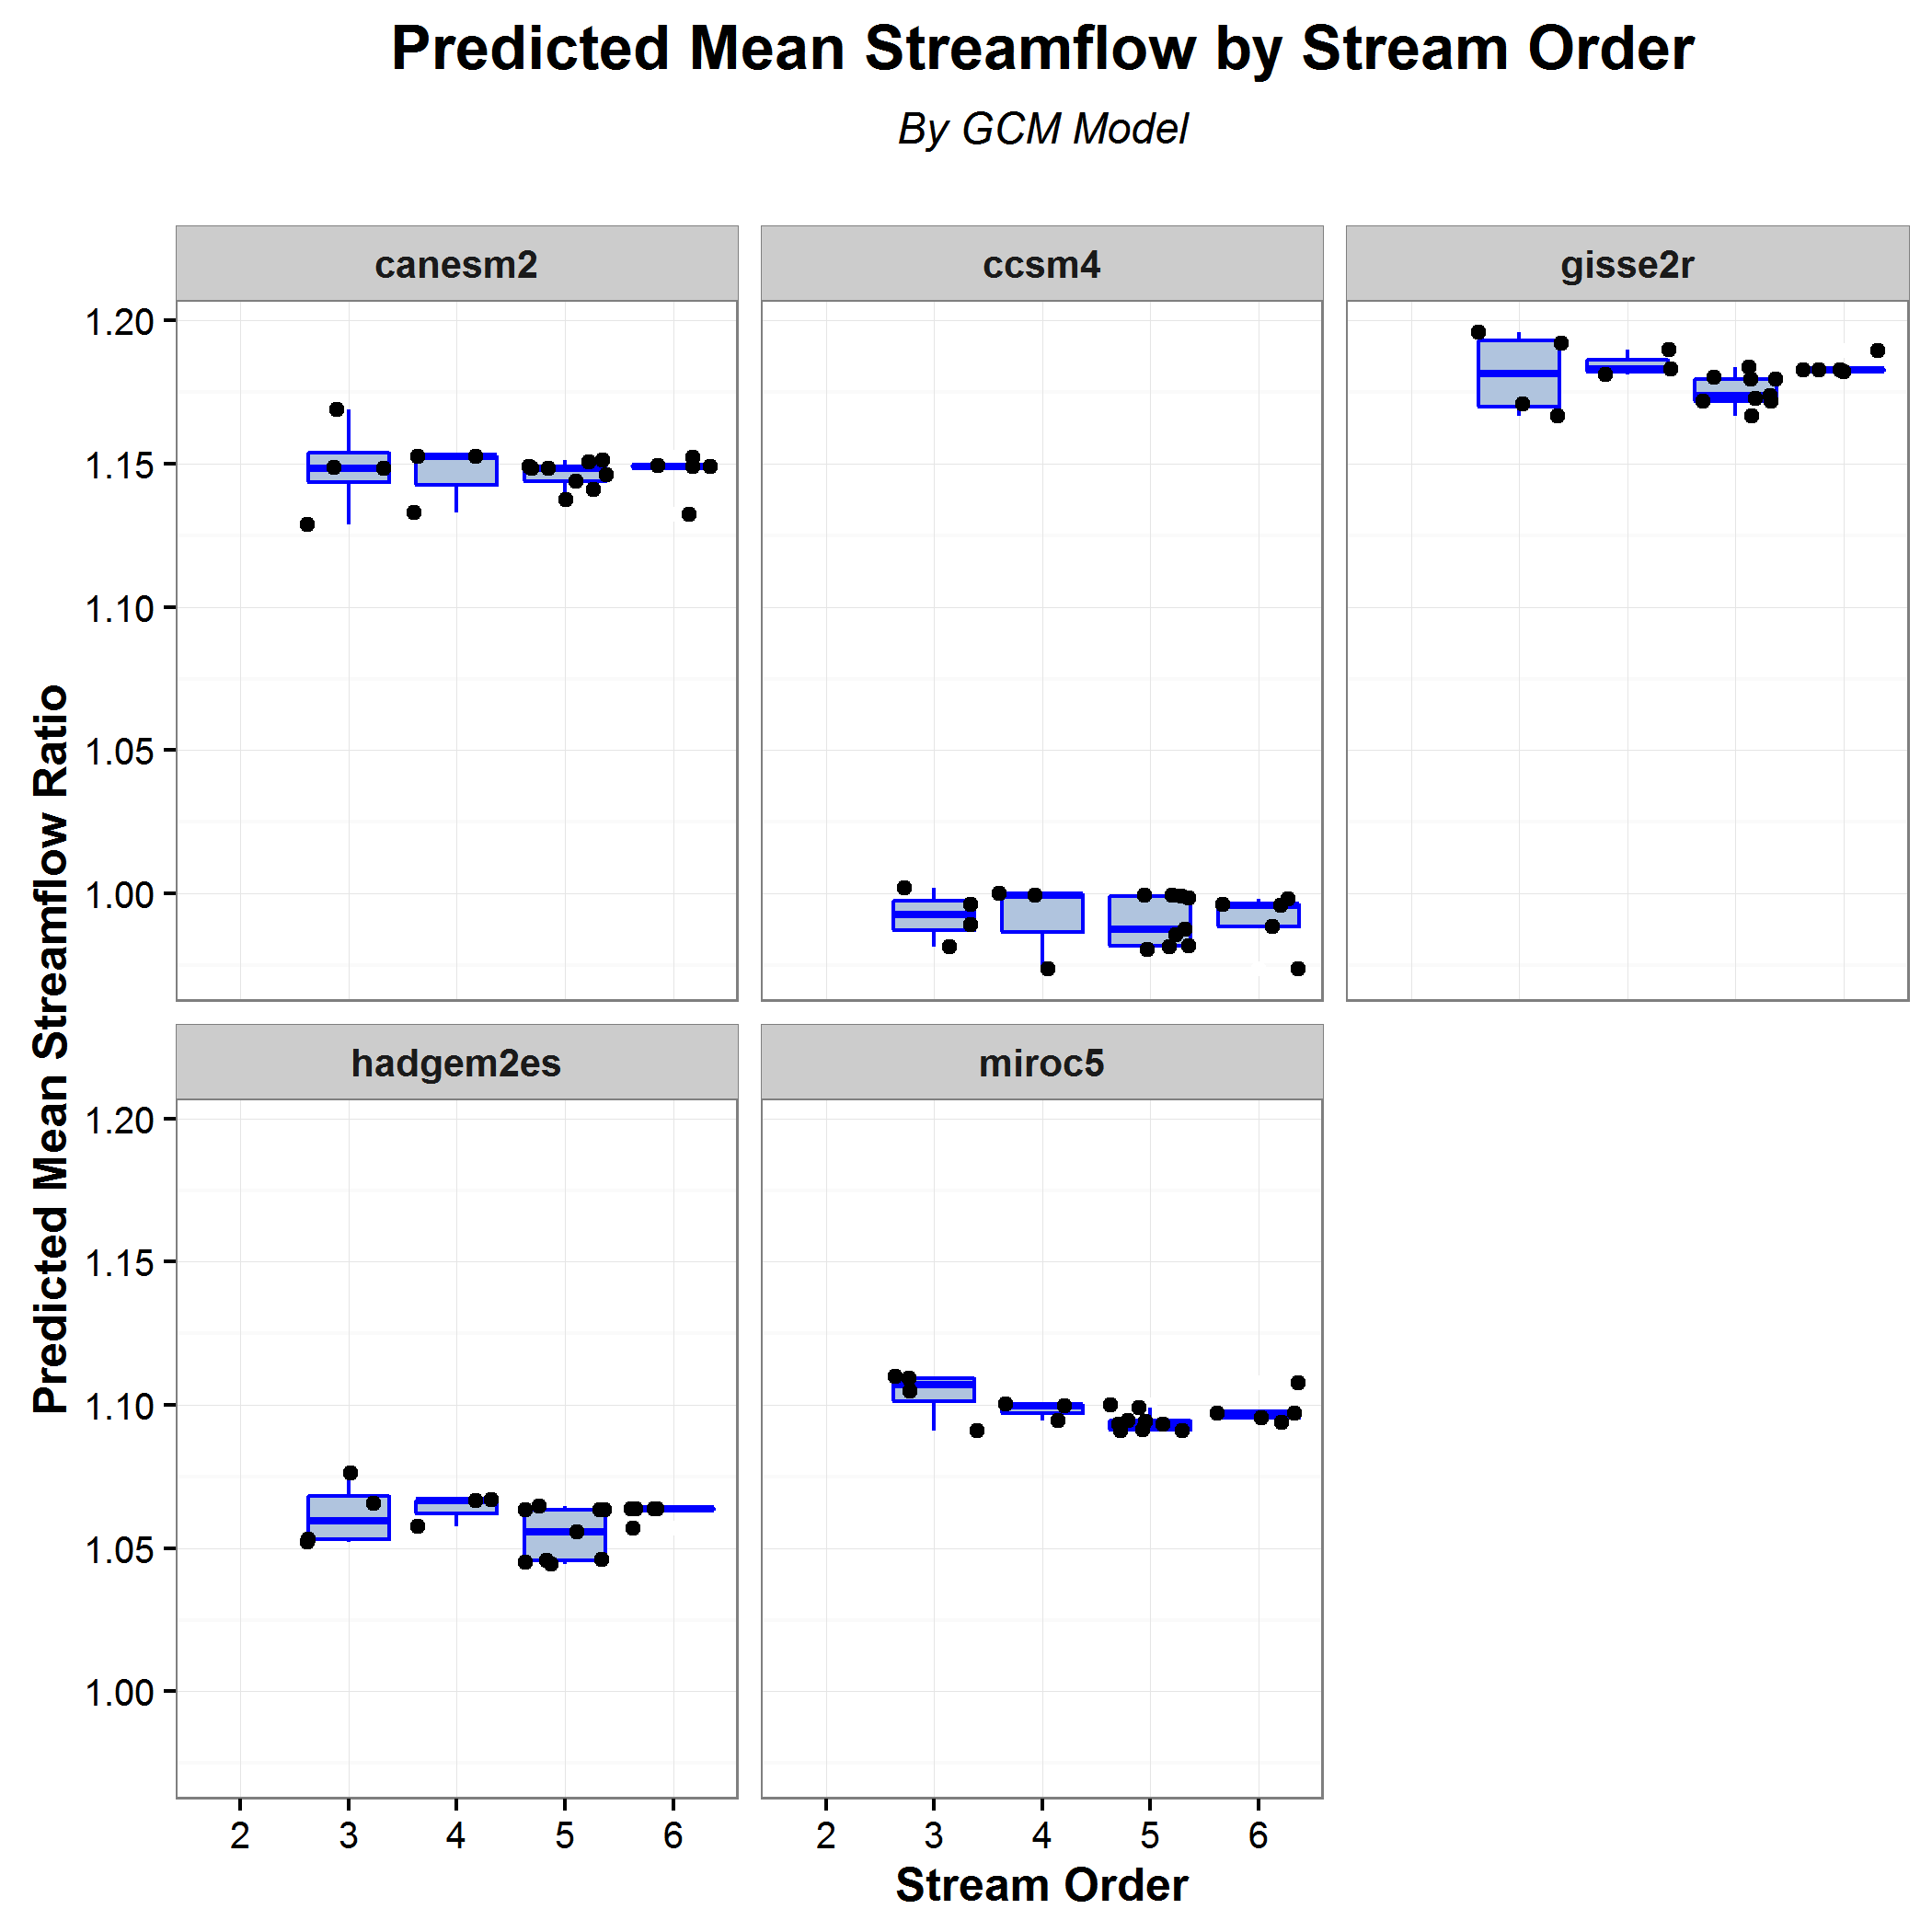 Predicted Mean Streamflow by Stream Order
By GCM Model
canesm2
ccsm4
gisse2r
1.20
1.15
1.10
1.05
1.00
Predicted Mean Streamflow Ratio
hadgem2es
miroc5
1.20
1.15
1.10
1.05
1.00
2 3 4 5 6
2 3 4 5 6
Stream Order